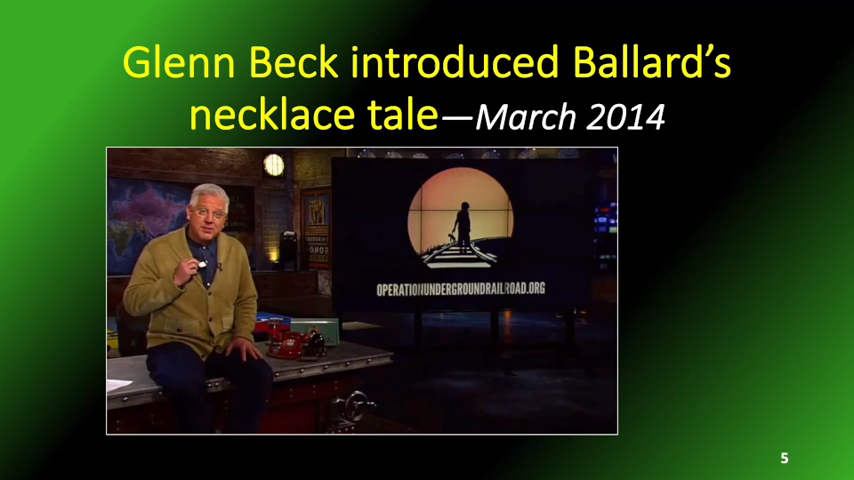 Glenn Beck introduced Ballard's
necklace tale—March 2014
OPERATIONUNDERGROUNDRAILROAD.ORG
5